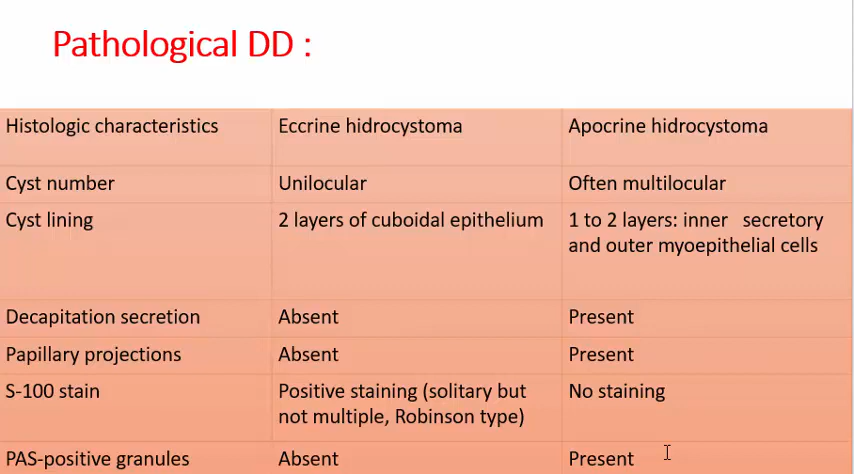 Pathological DD :
Histologic characteristics Eccrine hidrocystoma Apocrine hidrocystoma
Cyst number Unilocular Often multilocular
Cyst lining 2 layers of cuboidal epithelium 1 to 2 layers: inner secretory
and outer myoepithelial cells
Decapitation secretion Absent Present
Papillary projections Absent Present
S-100 stain Positive staining (solitary but No staining
not multiple, Robinson type)
PAS-positive granules Absent Present